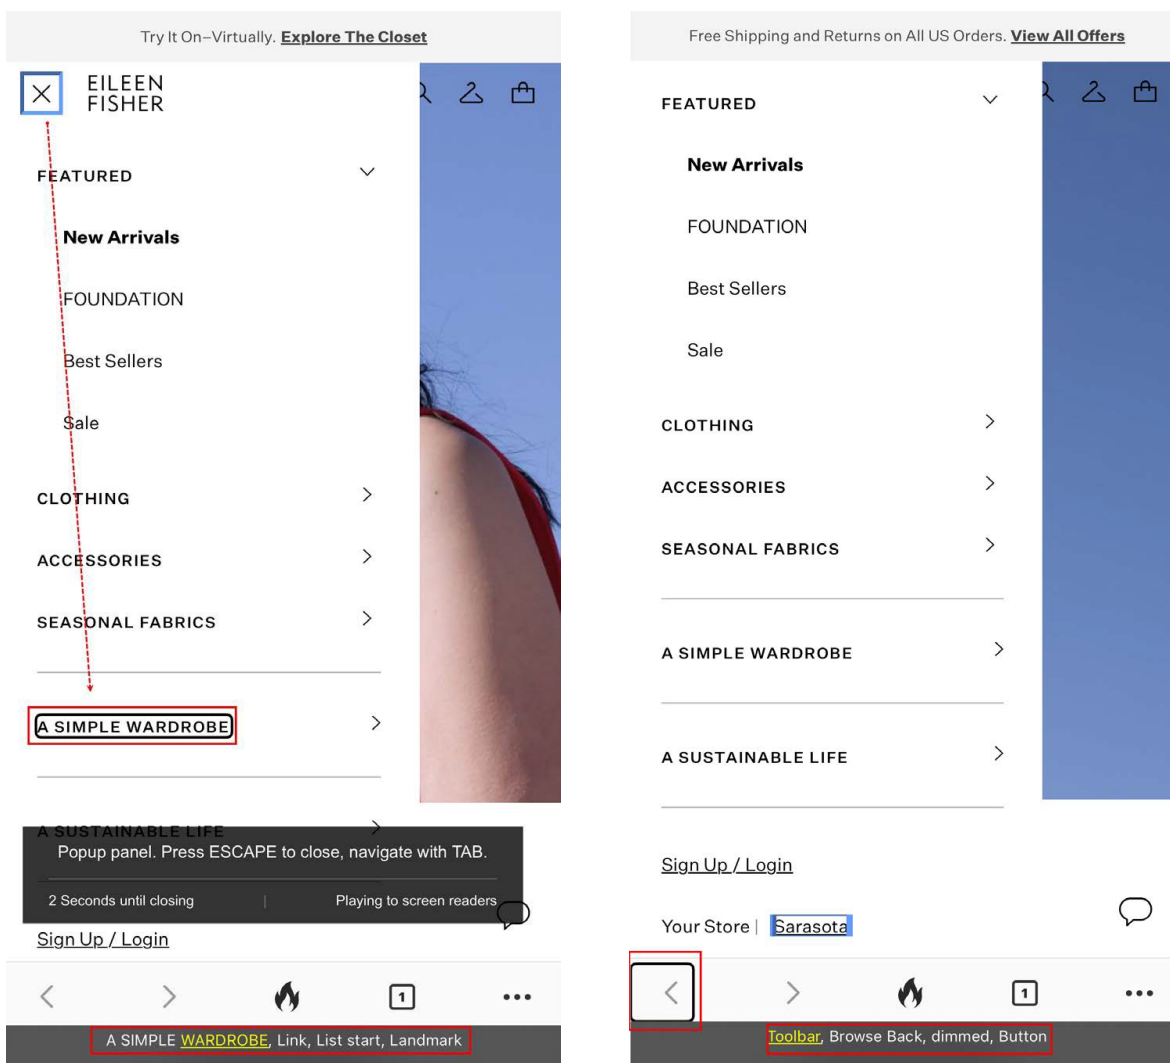 Try It On–Virtually. Explore The Closet
EILEEN
FISHER
FEATURED
New Arrivals
FOUNDATION
Best Sellers
Sale
CLOTHING
ACCESSORIES
SEASONAL FABRICS
A SIMPLE WARDROBE
A SUSTAINABLE LIFE
Popup panel. Press ESCAPE to close, navigate with TAB.
2 Seconds until closing | Playing to screen readers
Sign Up / Login
1
A SIMPLE WARDROBE, Link, List start, Landmark
Free Shipping and Returns on All US Orders. View All Offers
FEATURED
New Arrivals
FOUNDATION
Best Sellers
Sale
CLOTHING
ACCESSORIES
SEASONAL FABRICS
A SIMPLE WARDROBE
A SUSTAINABLE LIFE
Sign Up / Login
Your Store | Sarasota
1
Toolbar, Browse Back, dimmed, Button